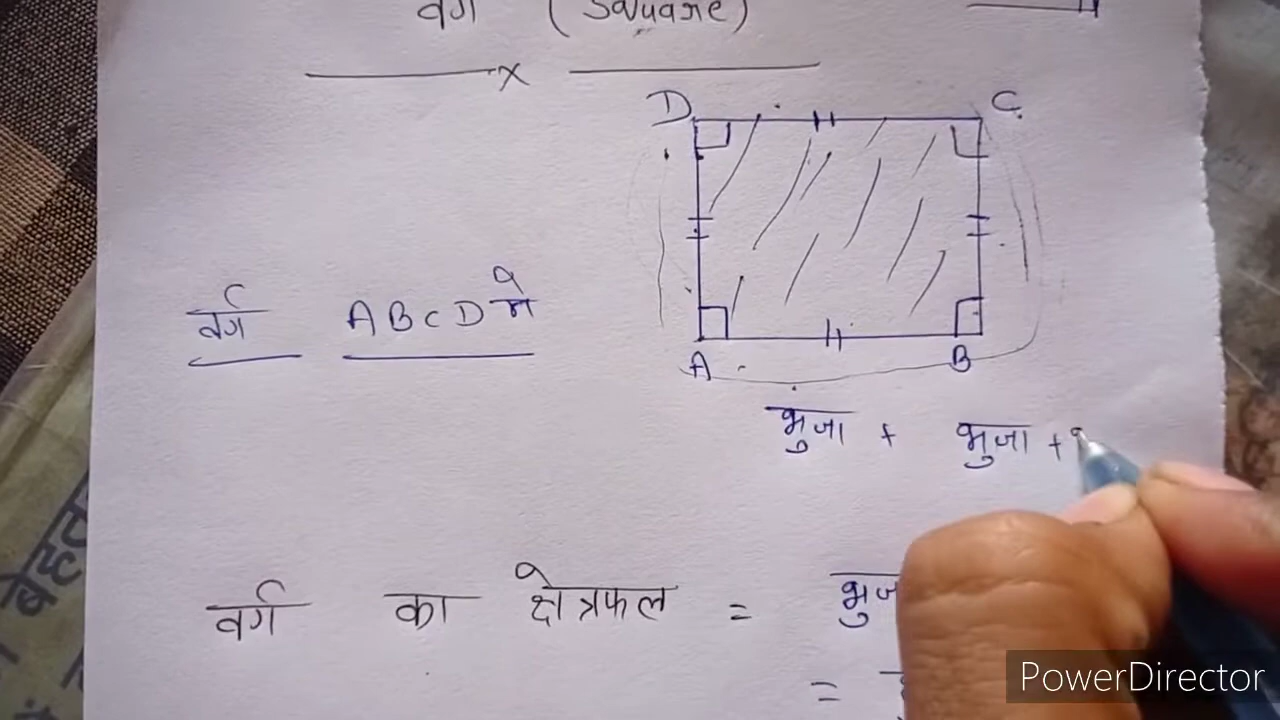 वर्ग (Square)
D C
वर्ग ABCD में
A B
भुजा + भुजा +
वर्ग का क्षेत्रफल =
=
PowerDirector